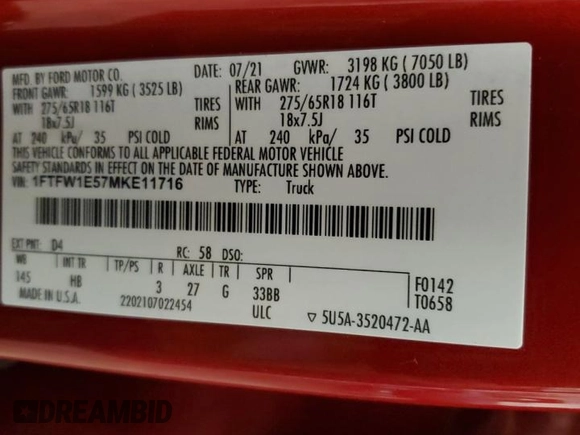 MFD. BY FORD MOTOR CO.
DATE: 07/21 GVWR: 3198 KG ( 7050 LB)
FRONT GAWR: 1599 KG ( 3525 LB) REAR GAWR: 1724 KG ( 3800 LB)
WITH 275/65R18 116T TIRES WITH 275/65R18 116T TIRES
18x7.5J RIMS 18x7.5J RIMS
AT 240 kPa/ 35 PSI COLD AT 240 kPa/ 35 PSI COLD
THIS VEHICLE CONFORMS TO ALL APPLICABLE FEDERAL MOTOR VEHICLE
SAFETY STANDARDS IN EFFECT ON THE DATE OF MANUFACTURE SHOWN ABOVE.
VIN: 1FTFW1E57MKE11716 TYPE: Truck
EXT PNT: D4 RC: 58 DSO:
WB INT TR TP/PS R AXLE TR SPR
145 HB 3 27 G 33BB F0142
MADE IN U.S.A. 2202107022454 ULC T0658
▽ 5U5A-3520472-AA
DREAMBID